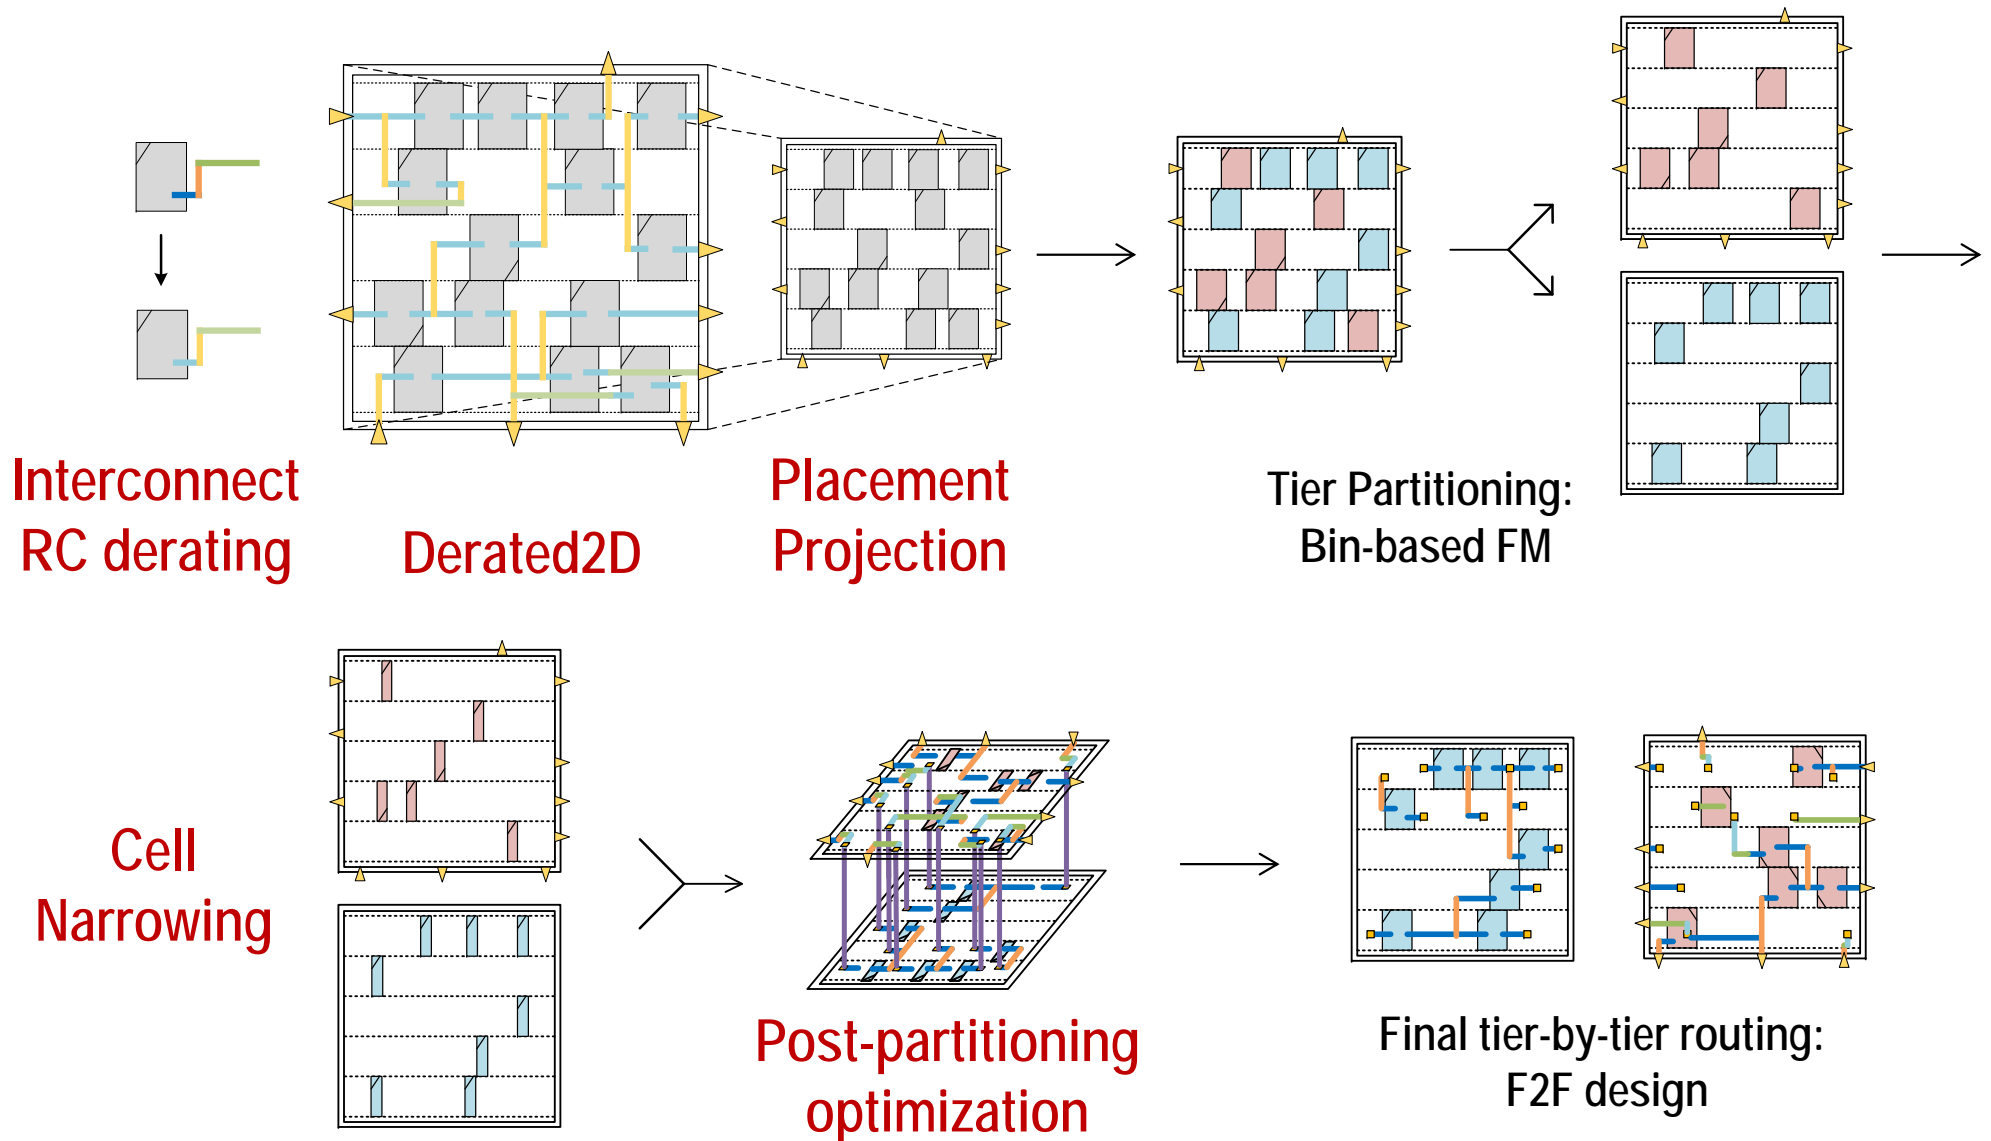 Interconnect
RC derating
Derated2D
Placement
Projection
Tier Partitioning:
Bin-based FM
Cell
Narrowing
Post-partitioning
optimization
Final tier-by-tier routing:
F2F design